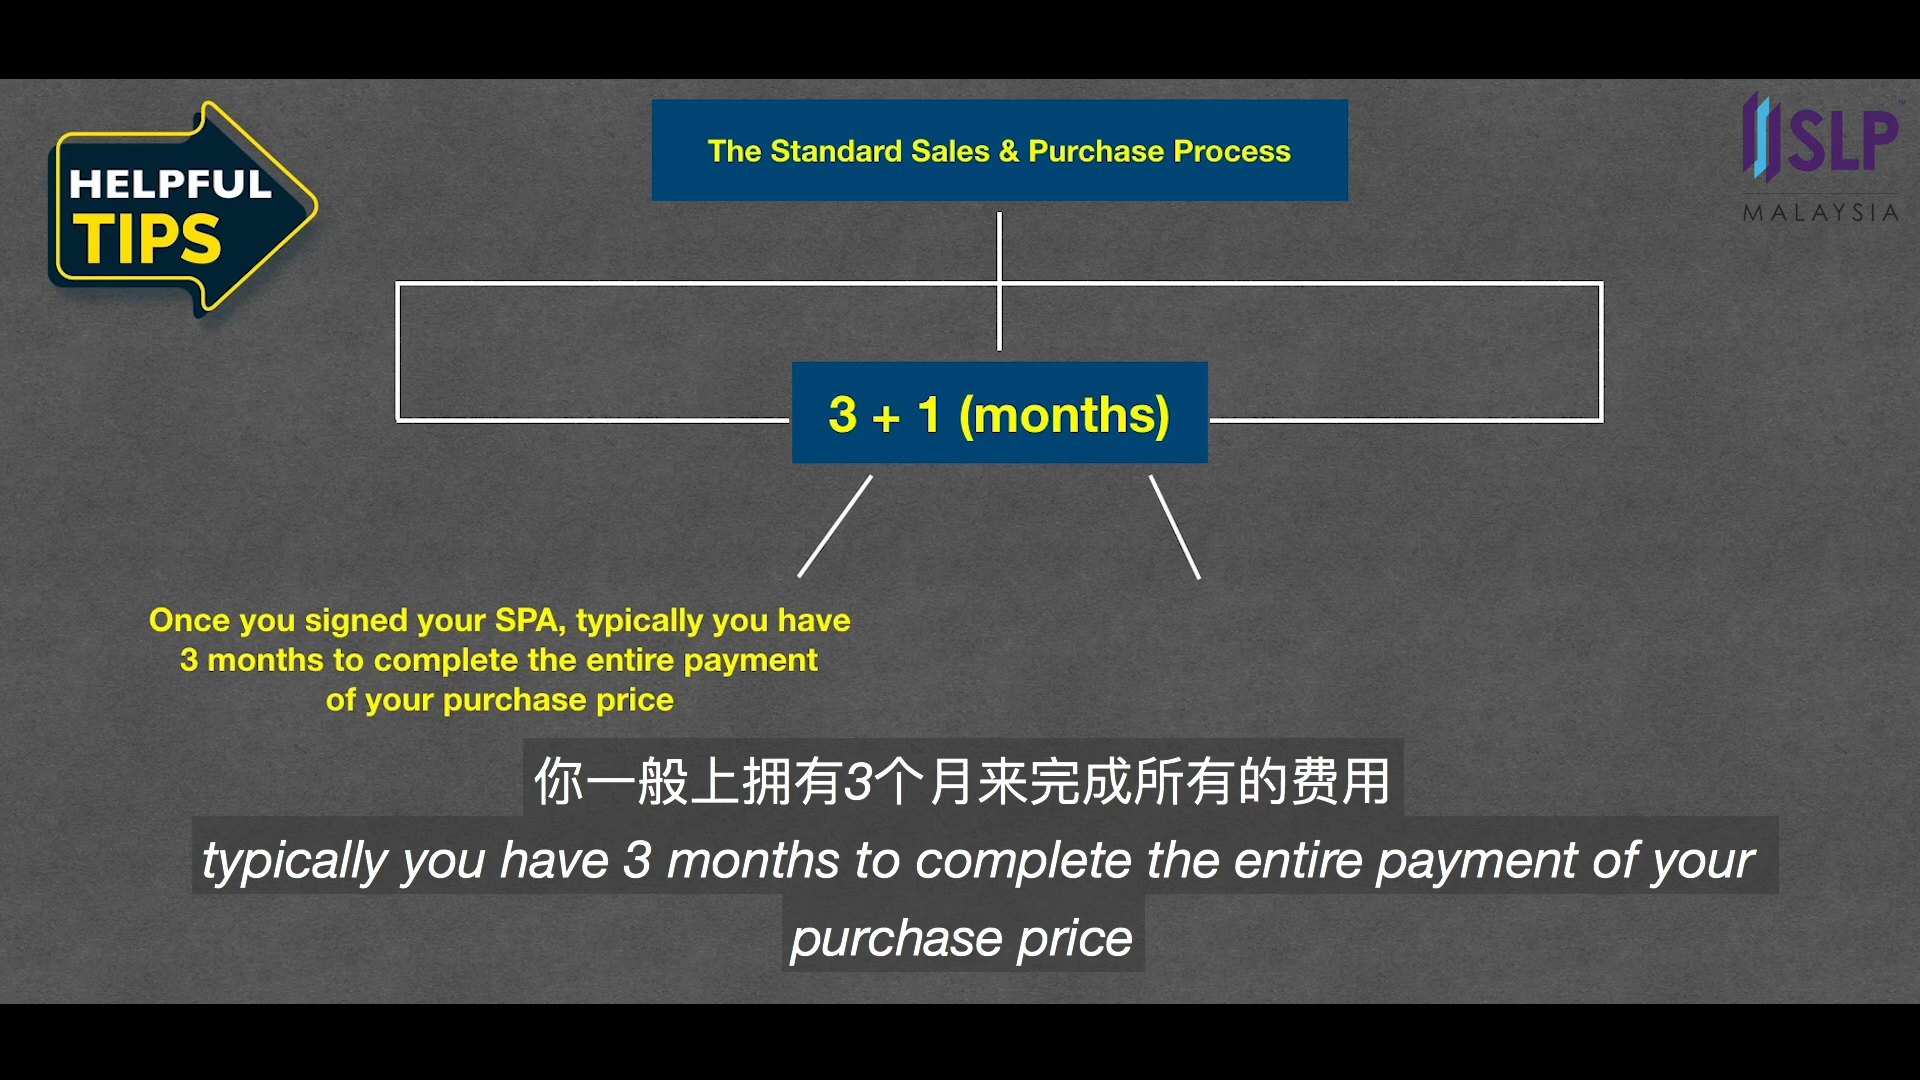 HELPFUL
TIPS
The Standard Sales & Purchase Process
SLP™
MALAYSIA
3 + 1 (months)
Once you signed your SPA, typically you have
3 months to complete the entire payment
of your purchase price
你一般上拥有3个月来完成所有的费用
typically you have 3 months to complete the entire payment of your
purchase price